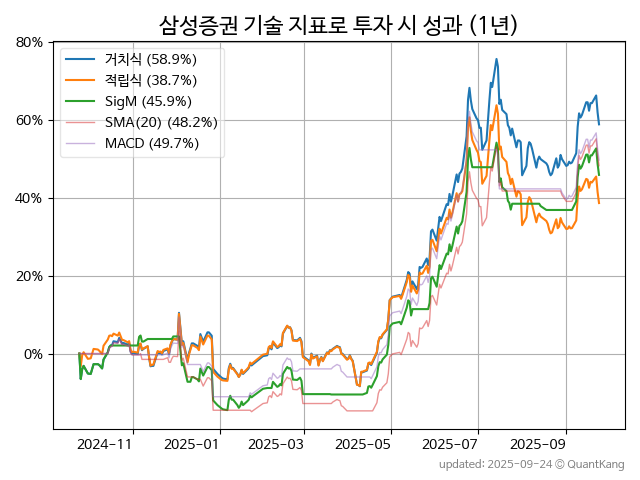 삼성증권 기술 지표로 투자 시 성과 (1년)
80%
60%
40%
20%
0%
거치식 (58.9%)
적립식 (38.7%)
SigM (45.9%)
SMA(20) (48.2%)
MACD (49.7%)
2024-11
2025-01
2025-03
2025-05
2025-07
2025-09
updated: 2025-09-24 © QuantKang